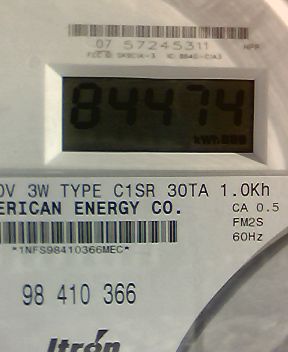 07 57245311
84474
0V 3W TYPE C1SR 30TA 1.0Kh
ERICAN ENERGY CO.
CA 0.5
FM2S
60Hz
*1NFS98410366MEC*
98 410 366
Itron